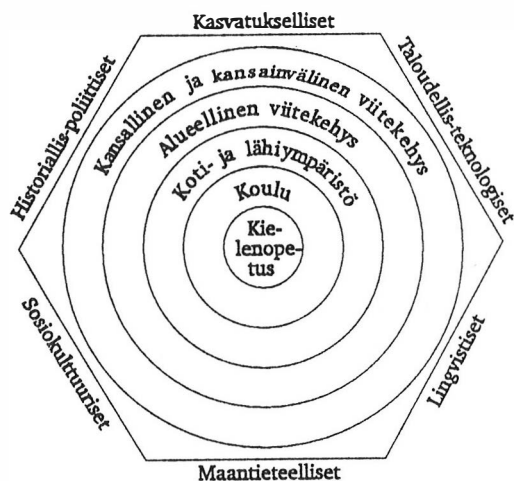 Kasvatukselliset
Historiallis-poliittiset
Taloudellis-teknologiset
Kansallinen ja kansainvälinen viitekehys
Alueellinen viitekehys
Koti- ja lähiympäristö
Koulu
Kie-
lenope-
tus
Sosiokulttuuriset
Lingvistiset
Maantieteelliset